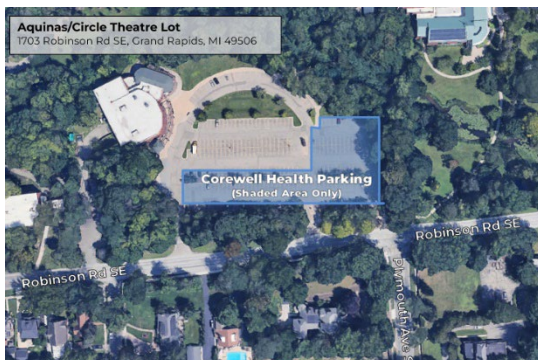 Aquinas/Circle Theatre Lot
1703 Robinson Rd SE, Grand Rapids, MI 49506
Corewell Health Parking
(Shaded Area Only)
Robinson Rd SE
Robinson Rd SE
Plymouth Ave S